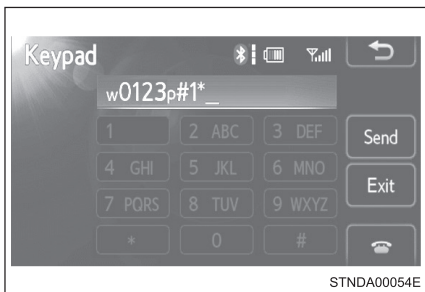 Keypad
w0123p#1*_
1
2 ABC
3 DEF
Send
4 GHI
5 JKL
6 MNO
Exit
7 PQRS
8 TUV
9 WXYZ
*
0
#
STNDA00054E